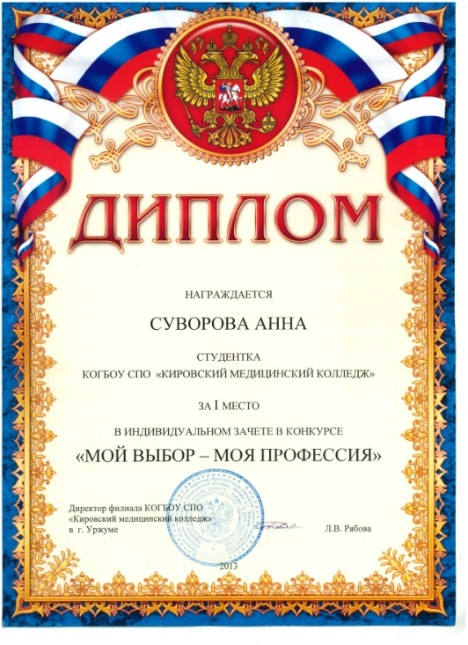 ДИПЛОМ
НАГРАЖДАЕТСЯ
СУВОРОВА АННА
СТУДЕНТКА
КОГБОУ СПО «КИРОВСКИЙ МЕДИЦИНСКИЙ КОЛЛЕДЖ»
ЗА I МЕСТО
В ИНДИВИДУАЛЬНОМ ЗАЧЕТЕ В КОНКУРСЕ
«МОЙ ВЫБОР – МОЯ ПРОФЕССИЯ»
Директор филиала КОГБОУ СПО
«Кировский медицинский колледж»
в г. Уржуме
Л.В. Рябова
2013